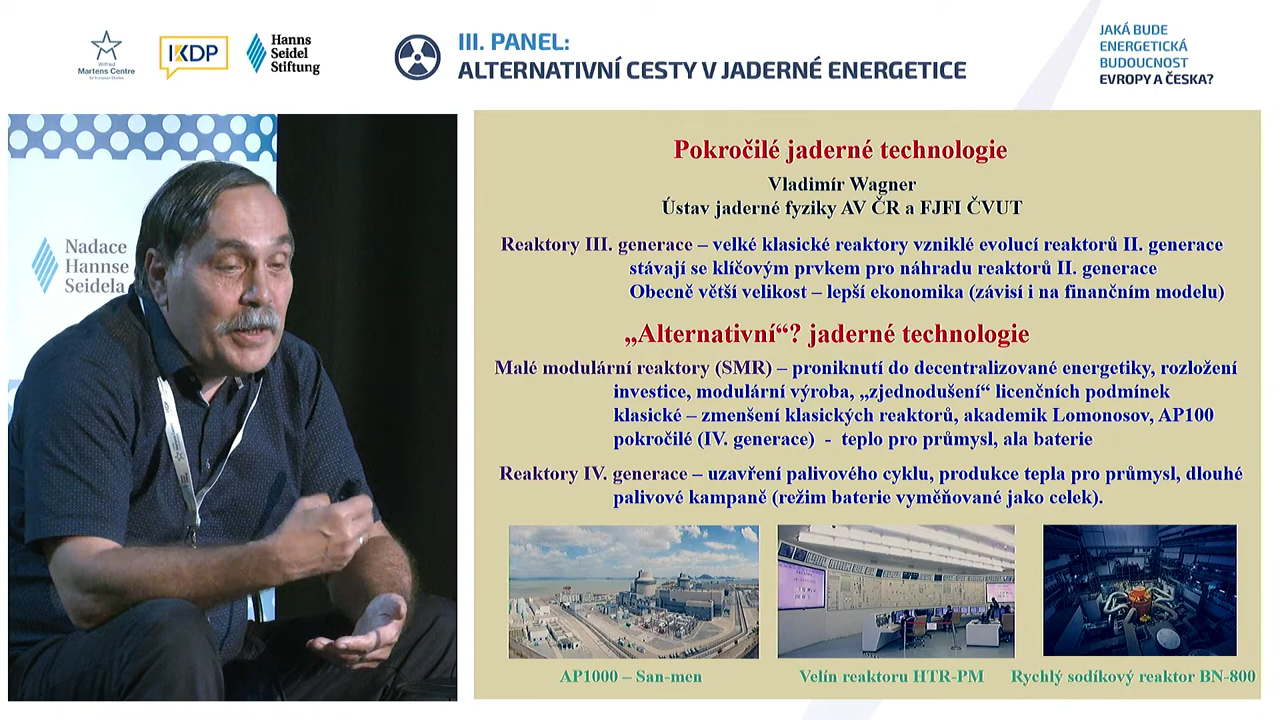 Wilfried
Martens Centre
for European Studies
IKDP
Hanns
Seidel
Stiftung
III. PANEL:
ALTERNATIVNÍ CESTY V JADERNÉ ENERGETICE
JAKÁ BUDE
ENERGETICKÁ
BUDOUCNOST
EVROPY A ČESKA?
Nadace
Hannse
Seidela
Pokročilé jaderné technologie
Vladimír Wagner
Ústav jaderné fyziky AV ČR a FJFI ČVUT
Reaktory III. generace – velké klasické reaktory vzniklé evolucí reaktorů II. generace
stávají se klíčovým prvkem pro náhradu reaktorů II. generace
Obecně větší velikost – lepší ekonomika (závisí i na finančním modelu)
„Alternativní“? jaderné technologie
Malé modulární reaktory (SMR) – proniknutí do decentralizované energetiky, rozložení
investice, modulární výroba, „zjednodušení“ licenčních podmínek
klasické – zmenšení klasických reaktorů, akademik Lomonosov, AP100
pokročilé (IV. generace) - teplo pro průmysl, ala baterie
Reaktory IV. generace – uzavření palivového cyklu, produkce tepla pro průmysl, dlouhé
palivové kampaně (režim baterie vyměňované jako celek).
AP1000 – San-men
Velín reaktoru HTR-PM
Rychlý sodíkový reaktor BN-800